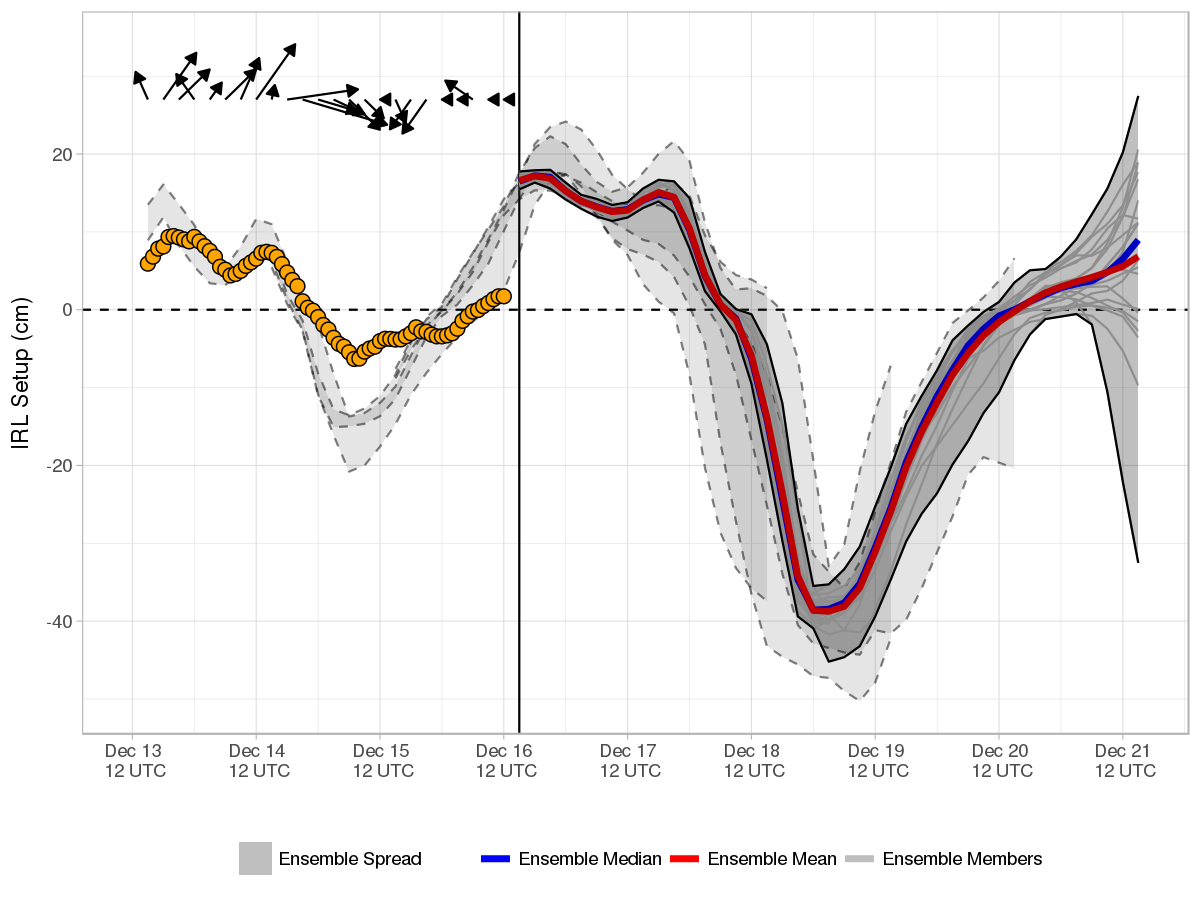 IRL Setup (cm)
20
0
-20
-40
Dec 13 Dec 14 Dec 15 Dec 16 Dec 17 Dec 18 Dec 19 Dec 20 Dec 21
12 UTC 12 UTC 12 UTC 12 UTC 12 UTC 12 UTC 12 UTC 12 UTC 12 UTC
Ensemble Spread Ensemble Median Ensemble Mean Ensemble Members